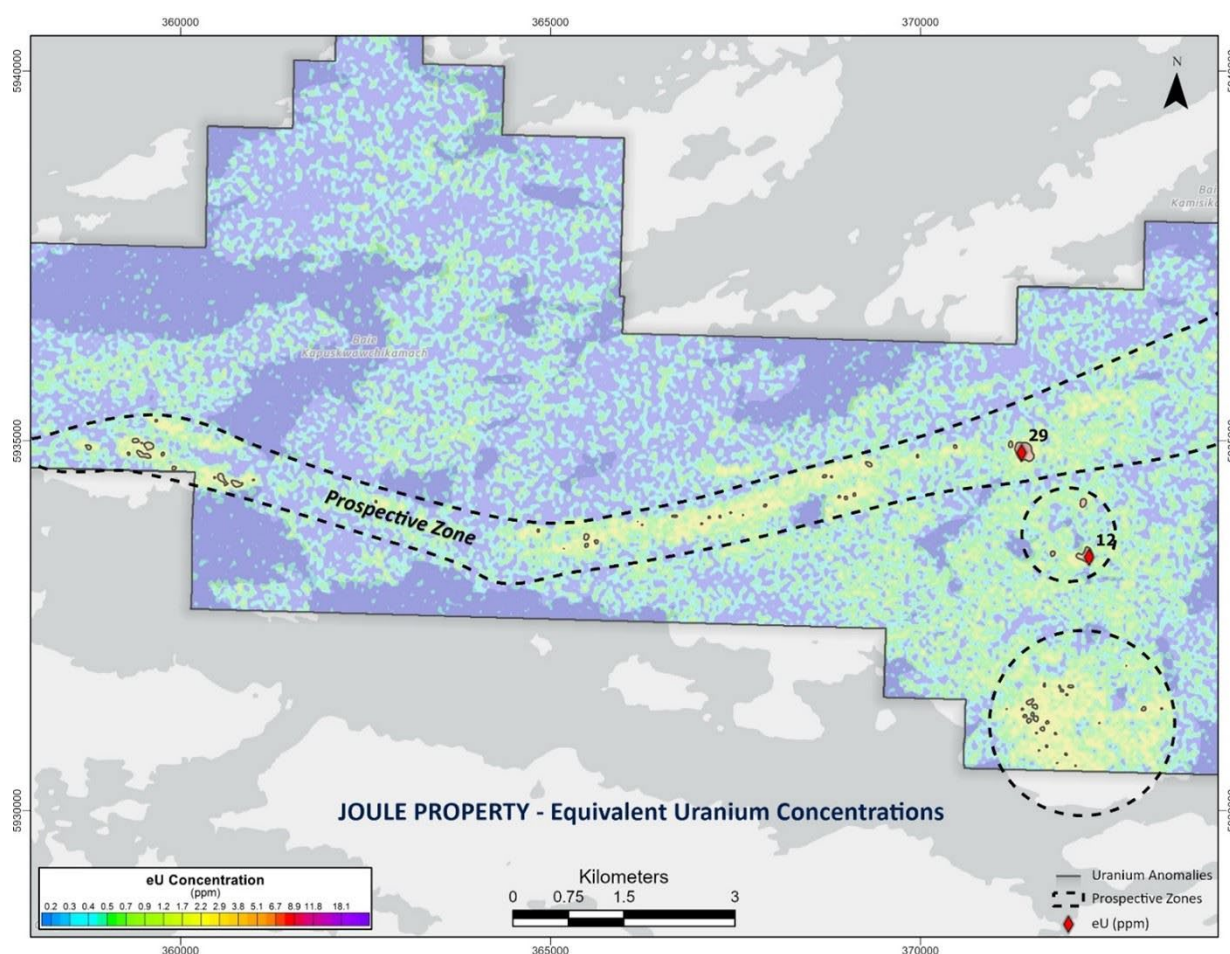 360000 365000 370000
5940000
N
Baie
Kapaskwawchikamach
5935000
29
Prospective Zone
12
5930000
JOULE PROPERTY - Equivalent Uranium Concentrations
eU Concentration
(ppm)
0.2 0.3 0.4 0.5 0.7 0.9 1.2 1.7 2.2 2.9 3.8 5.1 6.7 8.9 11.8 18.1
Kilometers
0 0.75 1.5 3
Uranium Anomalies
Prospective Zones
eU (ppm)
360000 365000 370000